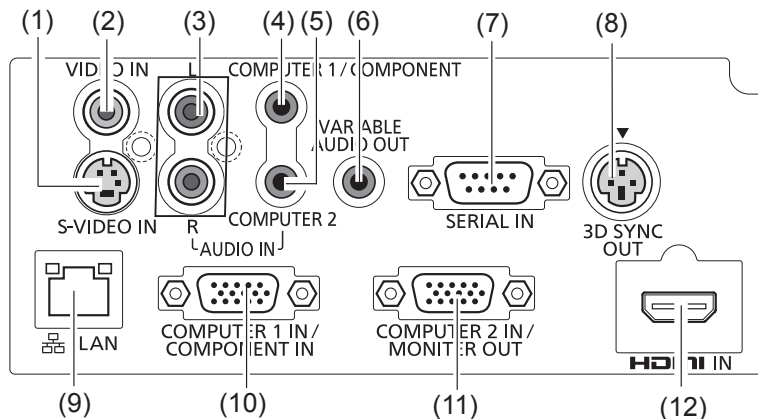 (1) (2) (3) (4) (5) (6) (7) (8)
VIDEO IN L COMPUTER 1 / COMPONENT
VARIABLE
AUDIO OUT
S-VIDEO IN R COMPUTER 2 SERIAL IN 3D SYNC
OUT
AUDIO IN
LAN COMPUTER 1 IN /
COMPONENT IN
COMPUTER 2 IN /
MONITER OUT
HDMI IN
(9) (10) (11) (12)